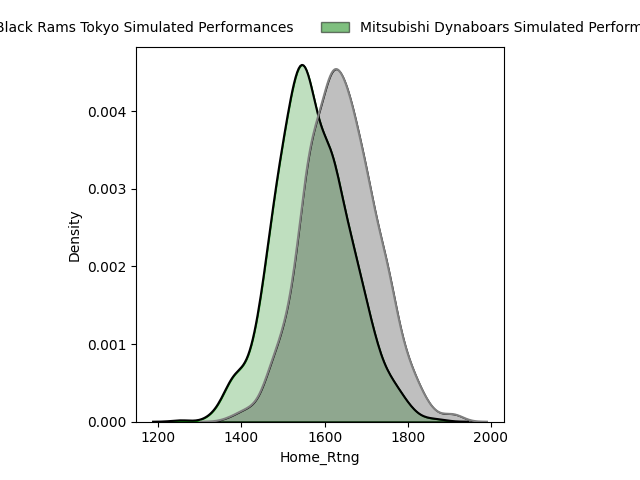 Black Rams Tokyo Simulated Performances
Mitsubishi Dynaboars Simulated Perform
0.004
0.003
0.002
0.001
0.000
Density
1200 1400 1600 1800 2000
Home_Rtng